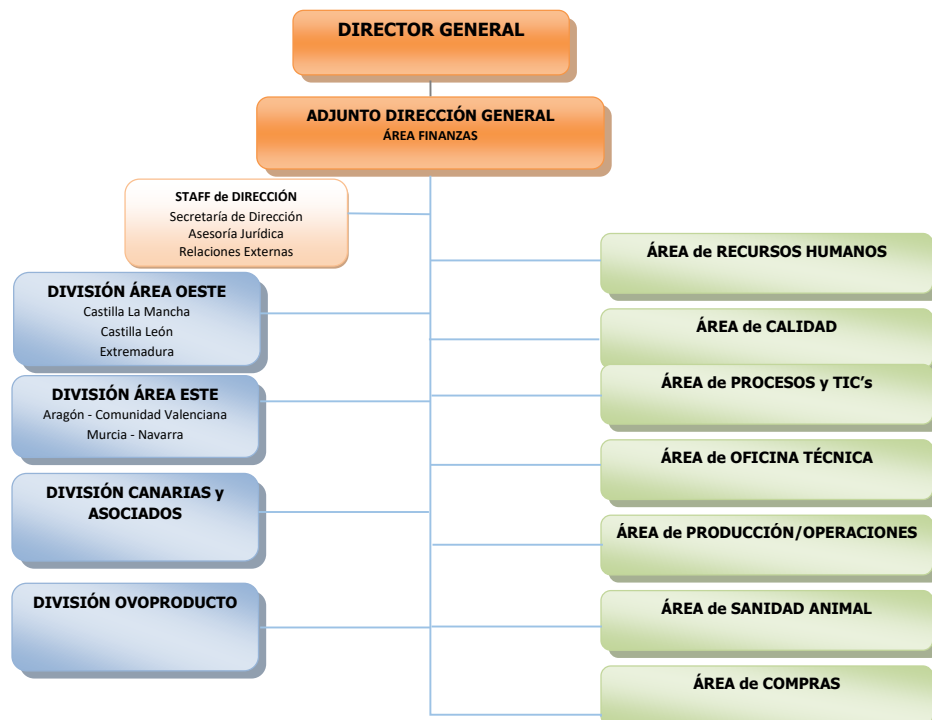 DIRECTOR GENERAL
ADJUNTO DIRECCIÓN GENERAL
ÁREA FINANZAS
STAFF de DIRECCIÓN
Secretaría de Dirección
Asesoría Jurídica
Relaciones Externas
DIVISIÓN ÁREA OESTE
Castilla La Mancha
Castilla León
Extremadura
DIVISIÓN ÁREA ESTE
Aragón - Comunidad Valenciana
Murcia - Navarra
DIVISIÓN CANARIAS y
ASOCIADOS
DIVISIÓN OVOPRODUCTO
ÁREA de RECURSOS HUMANOS
ÁREA de CALIDAD
ÁREA de PROCESOS y TIC’s
ÁREA de OFICINA TÉCNICA
ÁREA de PRODUCCIÓN/OPERACIONES
ÁREA de SANIDAD ANIMAL
ÁREA de COMPRAS